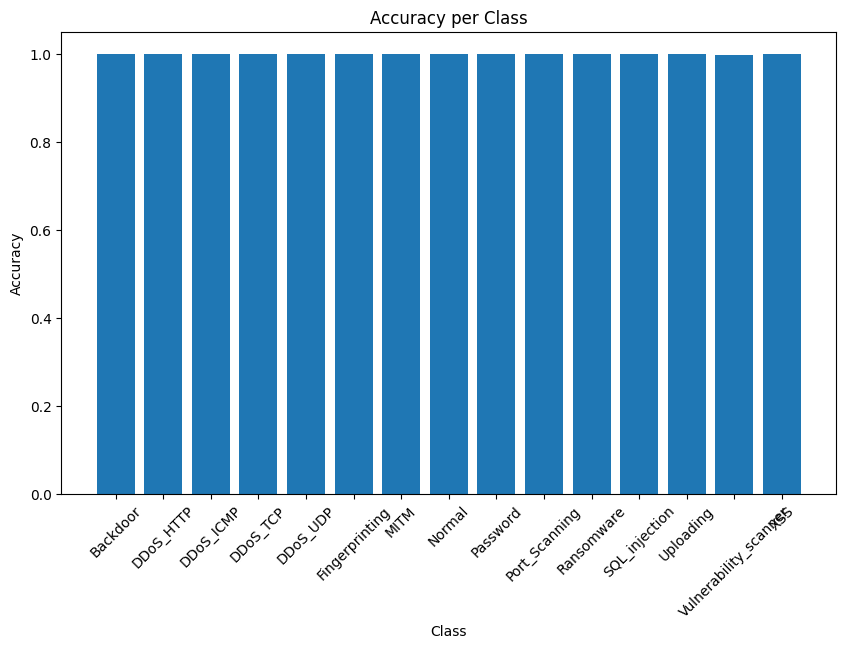 Accuracy per Class
Accuracy
1.0
0.8
0.6
0.4
0.2
0.0
Backdoor
DDoS_HTTP
DDoS_ICMP
DDoS_TCP
DDoS_UDP
Fingerprinting
MITM
Normal
Password
Port_Scanning
Ransomware
SQL_injection
Uploading
Vulnerability_scanner
XSS
Class